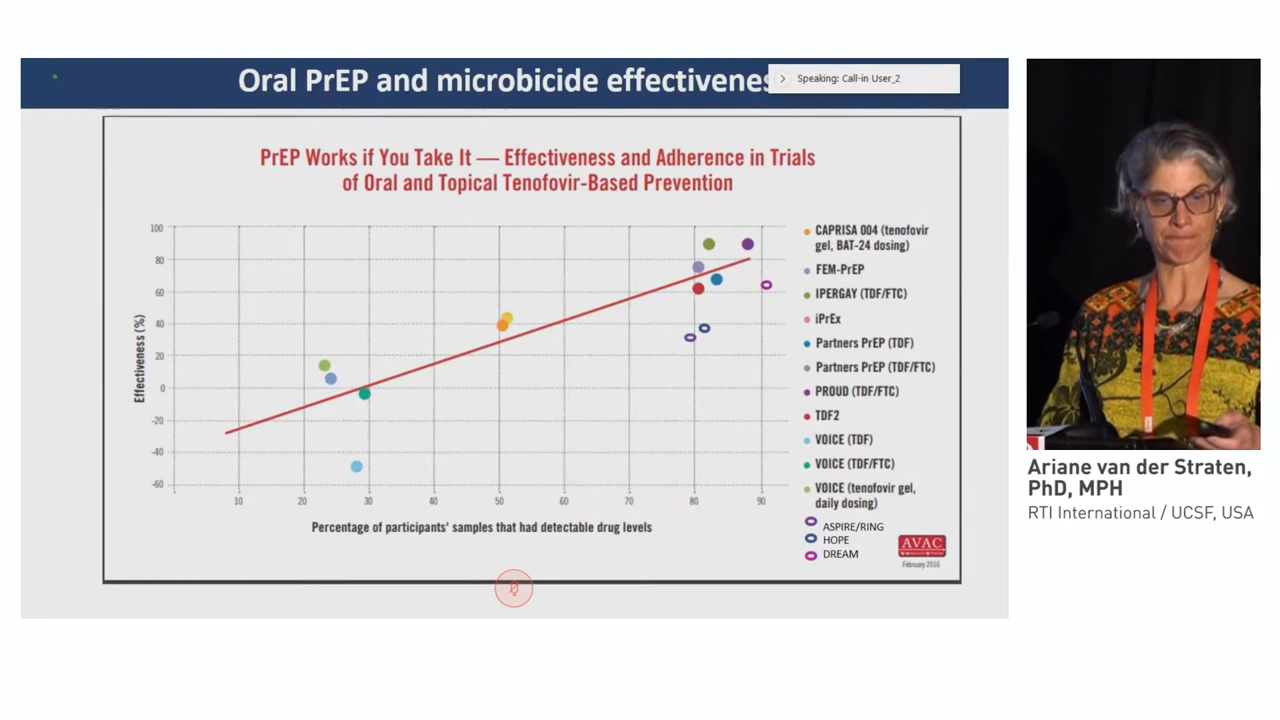 Oral PrEP and microbicide effectivenes
Speaking: Call-in User_2
PrEP Works if You Take It — Effectiveness and Adherence in Trials
of Oral and Topical Tenofovir-Based Prevention
Effectiveness (%)
100
80
60
40
20
0
-20
-40
-60
10
20
30
40
50
60
70
80
90
Percentage of participants' samples that had detectable drug levels
CAPRISA 004 (tenofovir
gel, BAT-24 dosing)
FEM-PrEP
IPERGAY (TDF/FTC)
iPrEx
Partners PrEP (TDF)
Partners PrEP (TDF/FTC)
PROUD (TDF/FTC)
TDF2
VOICE (TDF)
VOICE (TDF/FTC)
VOICE (tenofovir gel,
daily dosing)
ASPIRE/RING
HOPE
DREAM
AVAC
February 2016
Ariane van der Straten,
PhD, MPH
RTI International / UCSF, USA